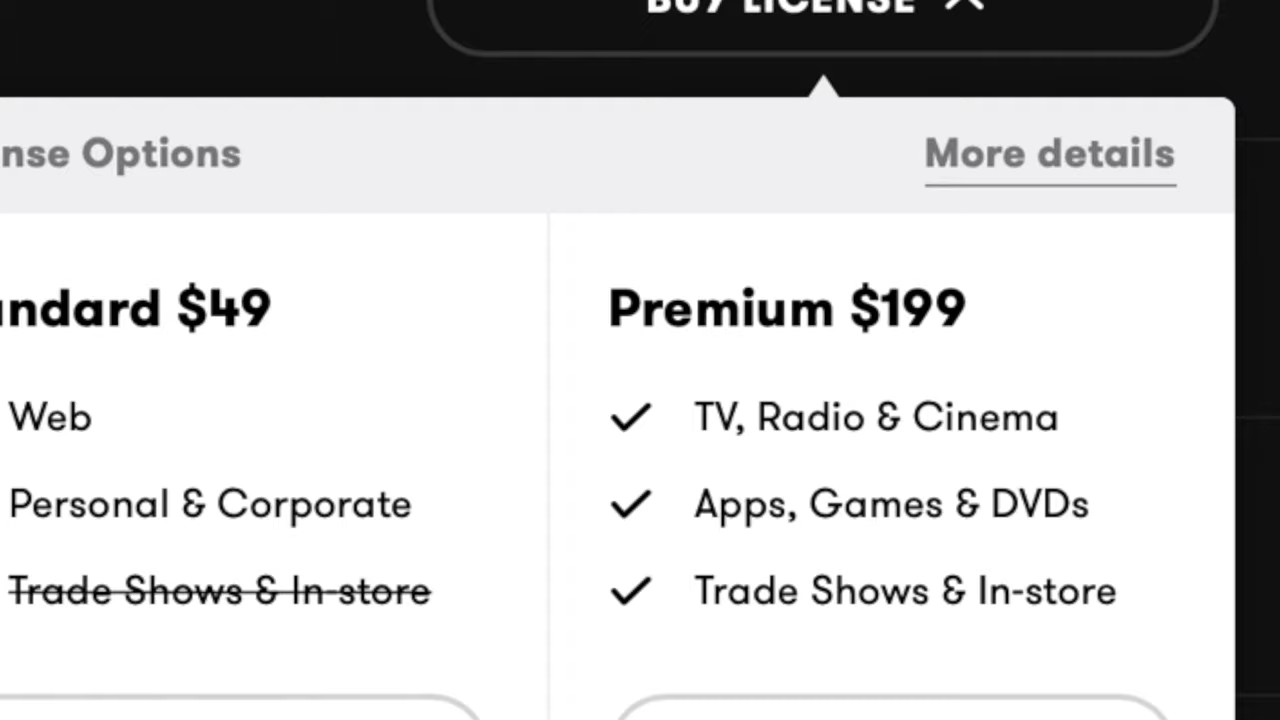 BUY LICENSE
nse Options
More details
andard $49
Premium $199
Web
TV, Radio & Cinema
Personal & Corporate
Apps, Games & DVDs
Trade Shows & In-store
Trade Shows & In-store